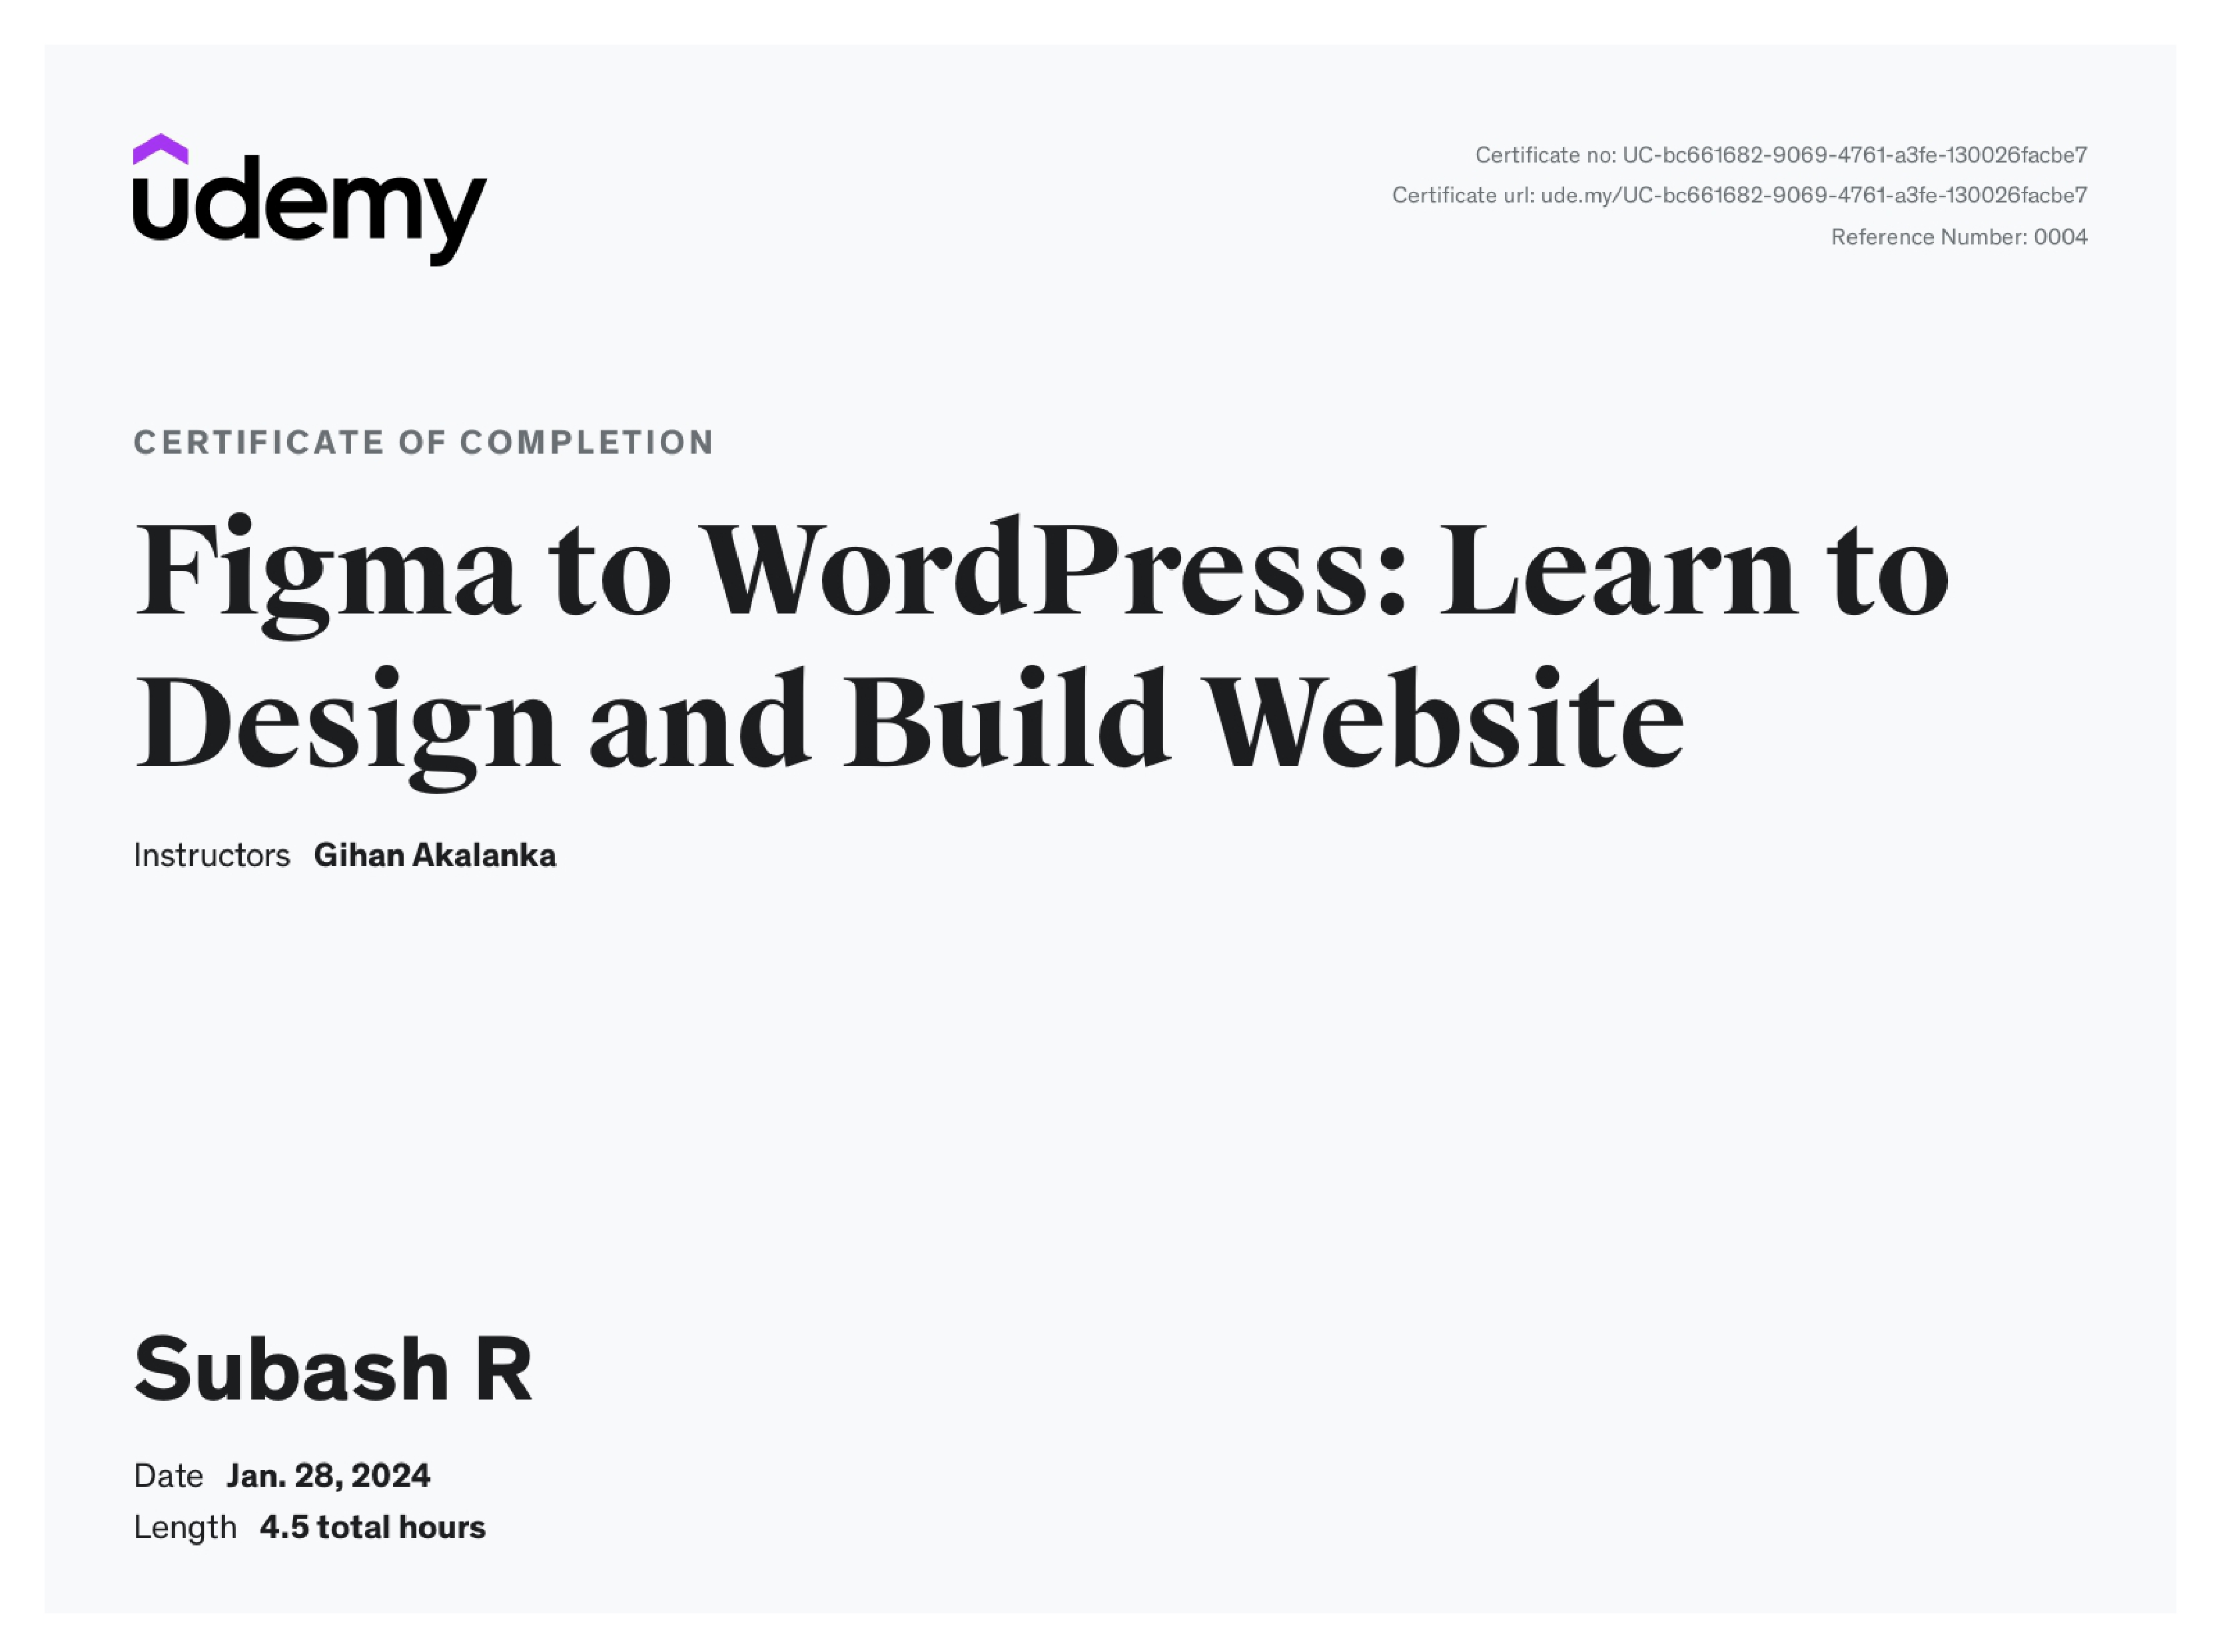 udemy
Certificate no: UC-bc661682-9069-4761-a3fe-130026facbe7
Certificate url: ude.my/UC-bc661682-9069-4761-a3fe-130026facbe7
Reference Number: 0004
CERTIFICATE OF COMPLETION
Figma to WordPress: Learn to
Design and Build Website
Instructors Gihan Akalanka
Subash R
Date Jan. 28, 2024
Length 4.5 total hours